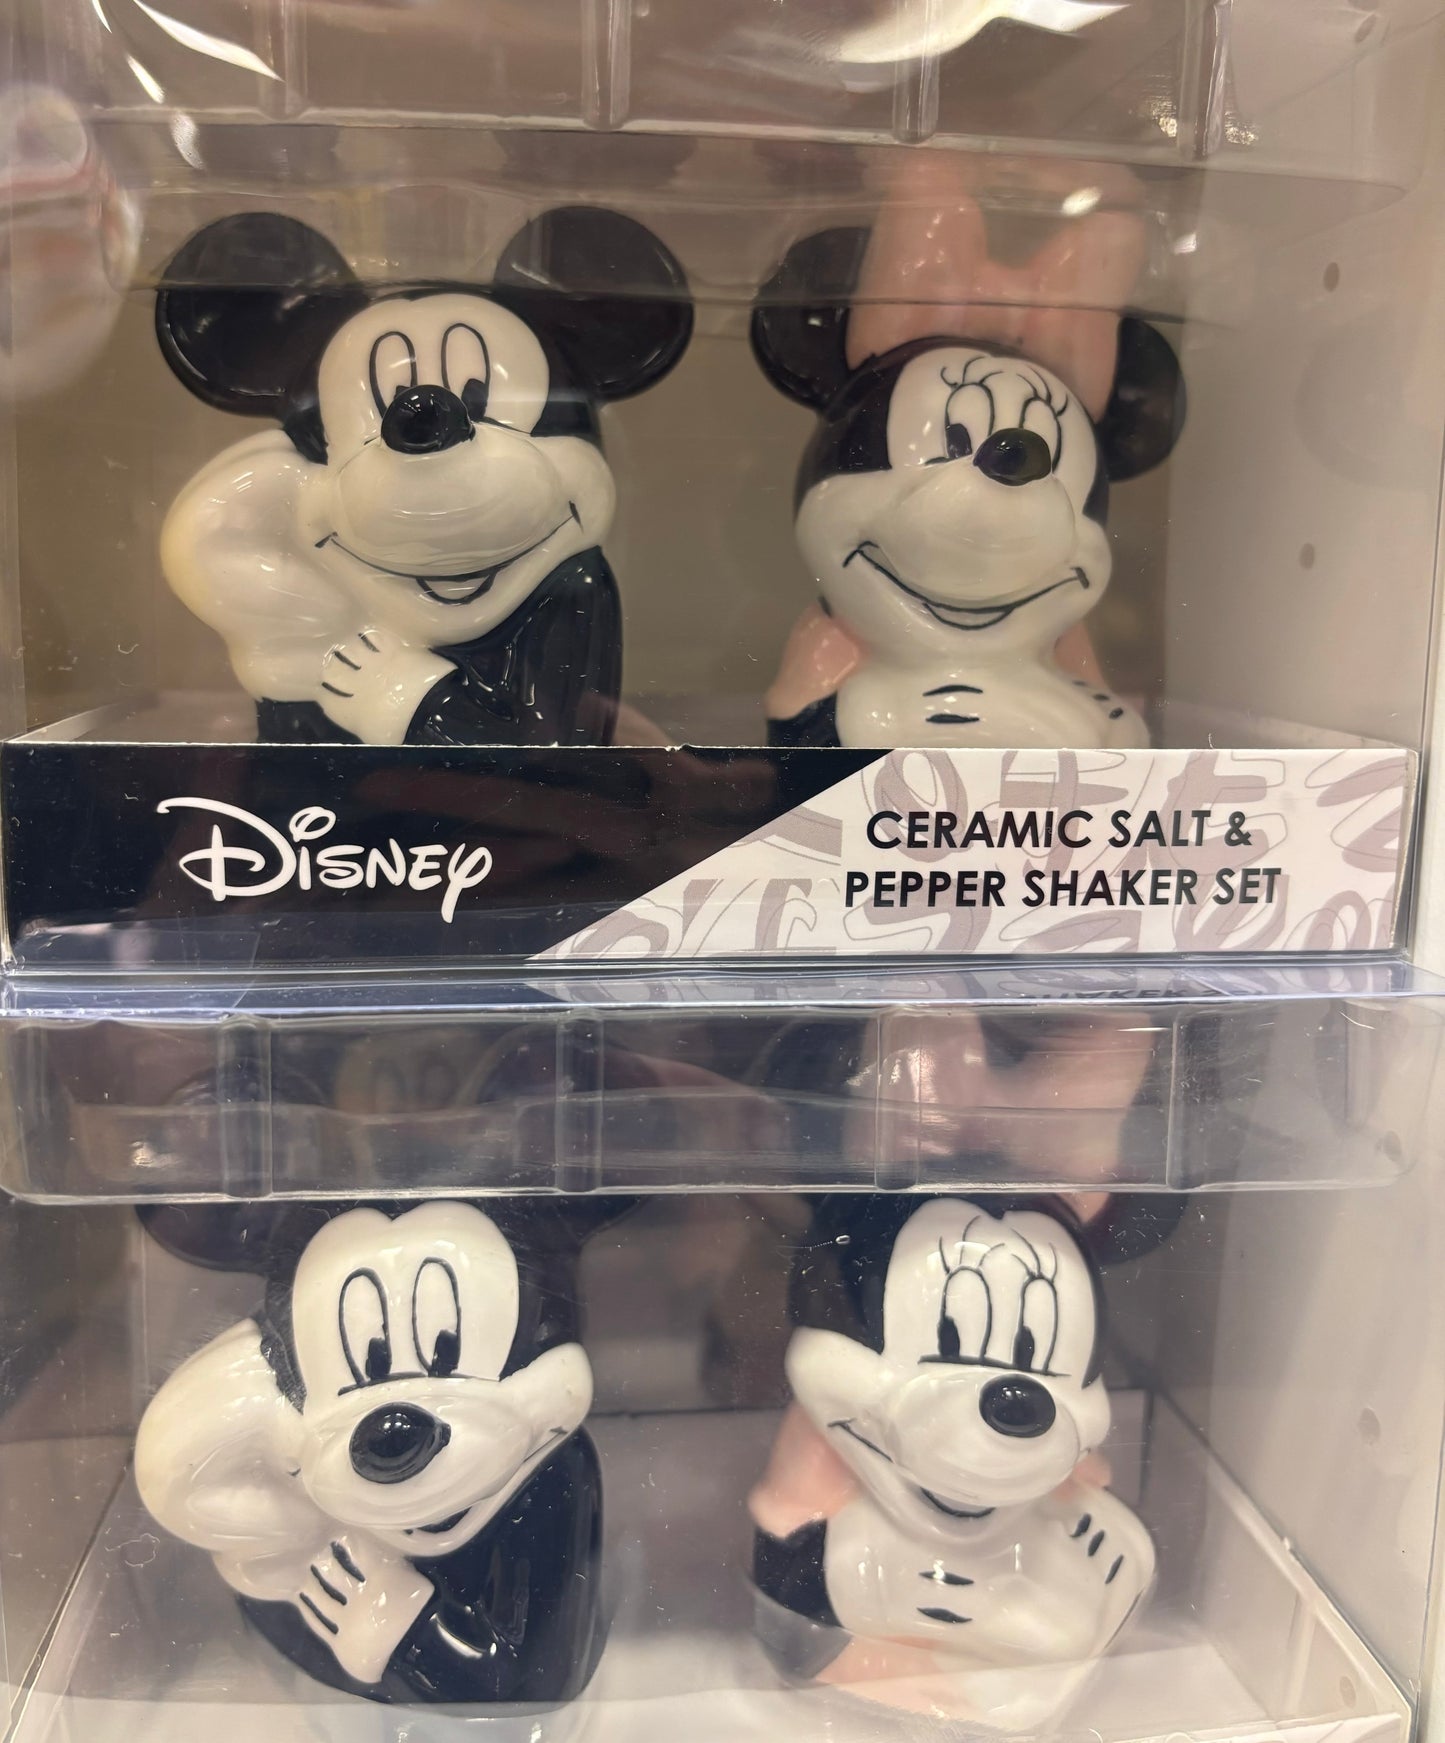 Disney
CERAMIC SALT &
PEPPER SHAKER SET